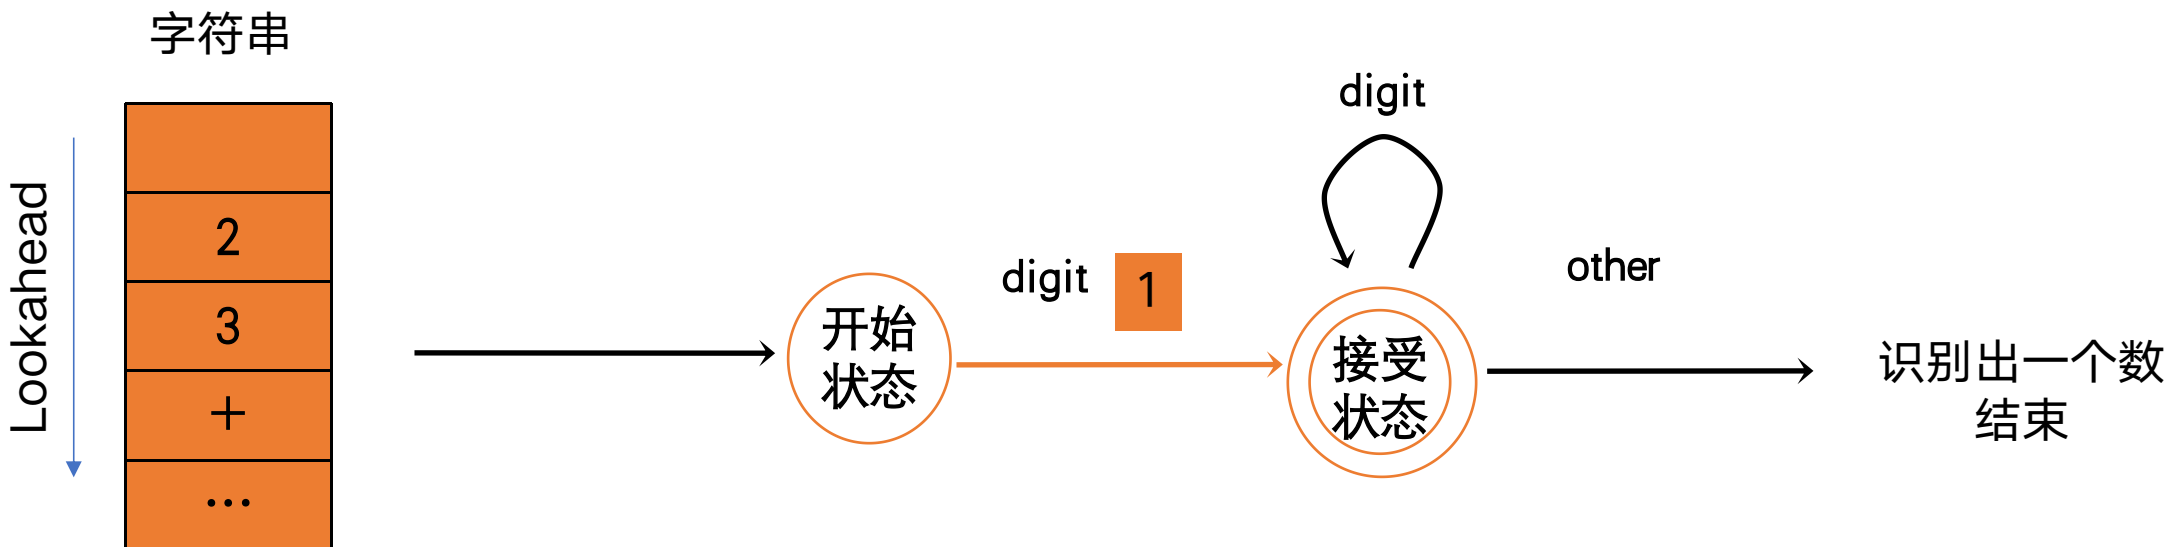 字符串
Lookahead
2
3
+
...
开始
状态
digit
1
digit
接受
状态
other
识别出一个数
结束